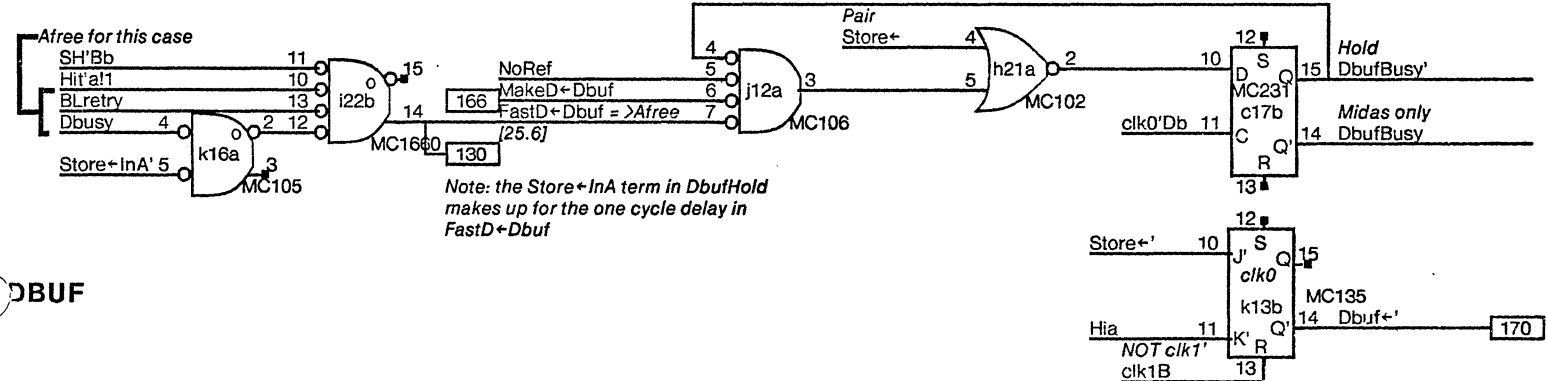 Afree for this case
SH'Bb 11
Hit'a!1 10
BLretry 13
Dbusy 4
2 12
Store←InA' 5
k16a
o
3
MC105
o
15
i22b
14
MC1660
130
166
NoRef
MakeD←Dbuf
FastD←Dbuf = >Afree
[25.6]
4
5
6
7
j12a
3
MC106
Note: the Store←InA term in DbufHold
makes up for the one cycle delay in
FastD←Dbuf
Pair
Store←
4
5
h21a
2
MC102
12
10
S
D Q
MC231
c17b
clk0'Db 11
C
Q'
R
13
15
Hold
DbufBusy'
Midas only
14 DbufBusy
DBUF
12
Store←' 10
S
J' Q
15
clk0
k13b
MC135
Hia 11
K' Q'
R
14 Dbuf←'
170
NOT clk1'
clk1B 13